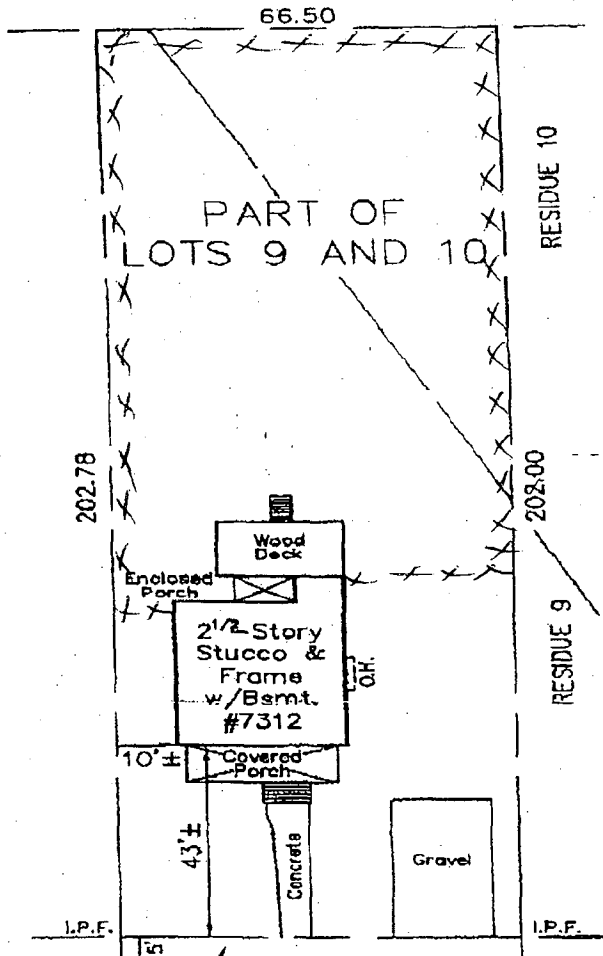 66.50
RESIDUE 10
PART OF
LOTS 9 AND 10
202.78
202.00
Wood
Deck
Enclosed
Porch
2 1/2-Story
Stucco &
Frame
w/Bsmt.
#7312
O.H.
RESIDUE 9
10'±
Covered
Porch
43'±
Concrete
Gravel
I.P.F.
I.P.F.